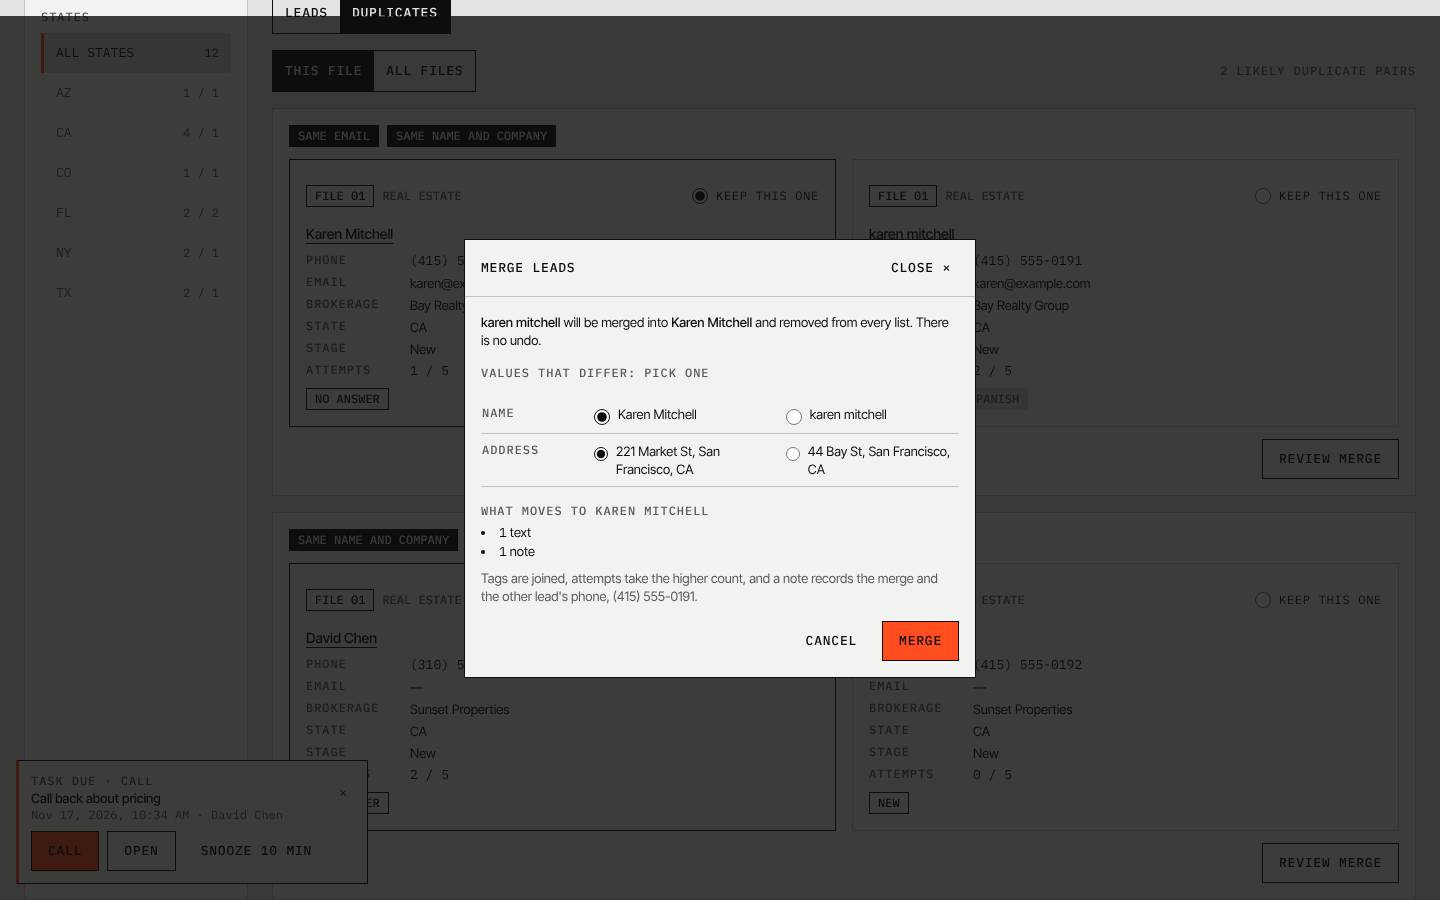 STATES
ALL STATES 12
AZ 1 / 1
CA 4 / 1
CO 1 / 1
FL 2 / 2
NY 2 / 1
TX 2 / 1
LEADS DUPLICATES
THIS FILE ALL FILES
2 LIKELY DUPLICATE PAIRS
SAME EMAIL SAME NAME AND COMPANY
FILE 01 REAL ESTATE KEEP THIS ONE
Karen Mitchell
PHONE (415) 5
EMAIL karen@ex
BROKERAGE Bay Realty
STATE CA
STAGE New
ATTEMPTS 1 / 5
NO ANSWER
FILE 01 REAL ESTATE KEEP THIS ONE
karen mitchell
(415) 555-0191
karen@example.com
Bay Realty Group
CA
New
2 / 5
PANISH
REVIEW MERGE
MERGE LEADS CLOSE ×
karen mitchell will be merged into Karen Mitchell and removed from every list. There
is no undo.
VALUES THAT DIFFER: PICK ONE
NAME Karen Mitchell karen mitchell
ADDRESS 221 Market St, San Francisco, CA 44 Bay St, San Francisco, CA
WHAT MOVES TO KAREN MITCHELL
• 1 text
• 1 note
Tags are joined, attempts take the higher count, and a note records the merge and
the other lead's phone, (415) 555-0191.
CANCEL MERGE
SAME NAME AND COMPANY
FILE 01 REAL ESTATE
David Chen
PHONE (310) 5
EMAIL —
BROKERAGE Sunset Properties
STATE CA
STAGE New
S 2 / 5
ER
ESTATE KEEP THIS ONE
(415) 555-0192
EMAIL —
BROKERAGE Sunset Properties
STATE CA
STAGE New
ATTEMPTS 0 / 5
NEW
REVIEW MERGE
TASK DUE · CALL
Call back about pricing ×
Nov 17, 2026, 10:34 AM · David Chen
CALL OPEN SNOOZE 10 MIN